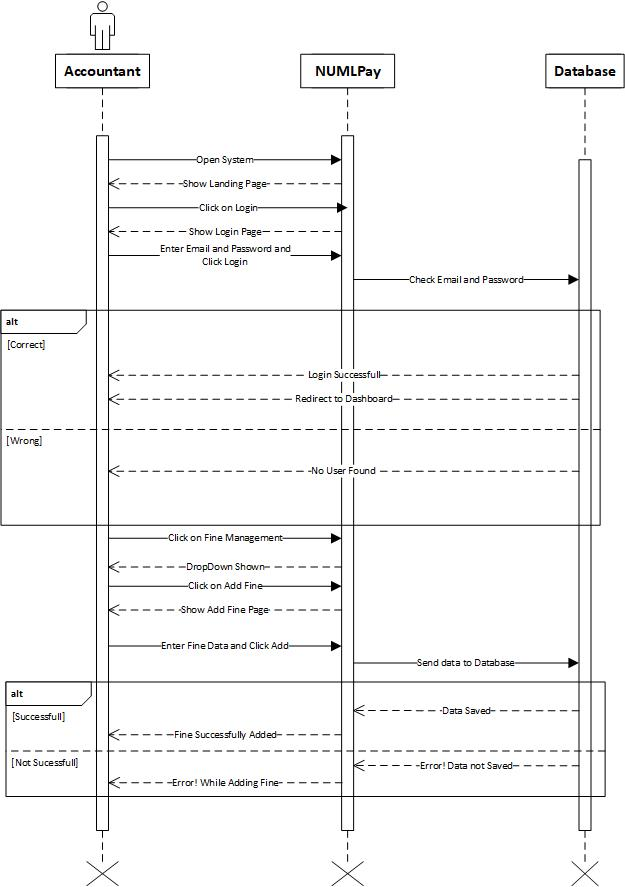 Accountant
NUMLPay
Database
Open System
Show Landing Page
Click on Login
Show Login Page
Enter Email and Password and
Click Login
Check Email and Password
alt
[Correct]
Login Successfull
Redirect to Dashboard
[Wrong]
No User Found
Click on Fine Management
DropDown Shown
Click on Add Fine
Show Add Fine Page
Enter Fine Data and Click Add
Send data to Database
alt
[Successfull]
Data Saved
Fine Successfully Added
[Not Sucessfull]
Error! Data not Saved
Error! While Adding Fine